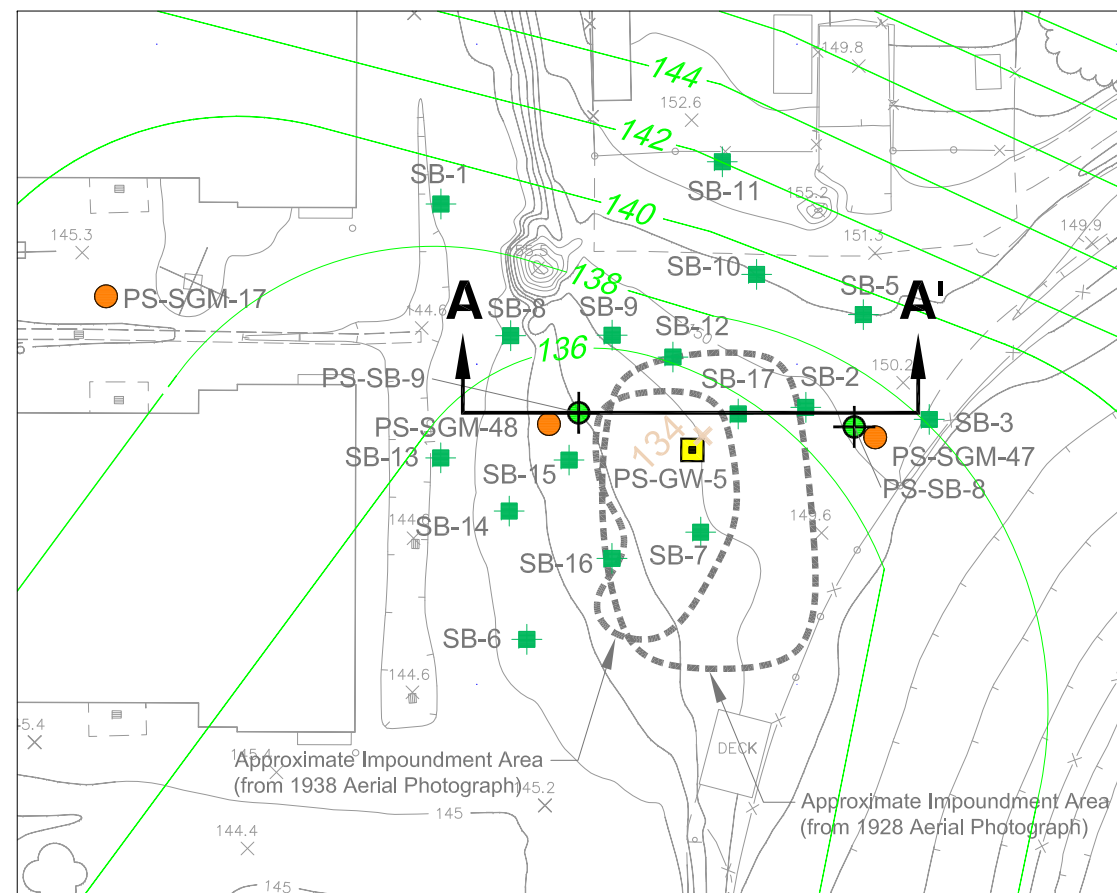 144
149.8
152.6
142
SB-11
SB-1
155.2
140
149.9
145.3
151.3
SB-10
138
A
A'
SB-5
PS-SGM-17
SB-8
SB-9
144.6
SB-12
136
150.2
PS-SB-9
SB-17
SB-2
SB-3
PS-SGM-48
134
PS-SGM-47
SB-13
SB-15
PS-GW-5
PS-SB-8
SB-14
149.6
SB-7
SB-16
SB-6
144.6
DECK
Approximate Impoundment Area
(from 1938 Aerial Photograph)
145.2
Approximate Impoundment Area
(from 1928 Aerial Photograph)
145
144.4
145